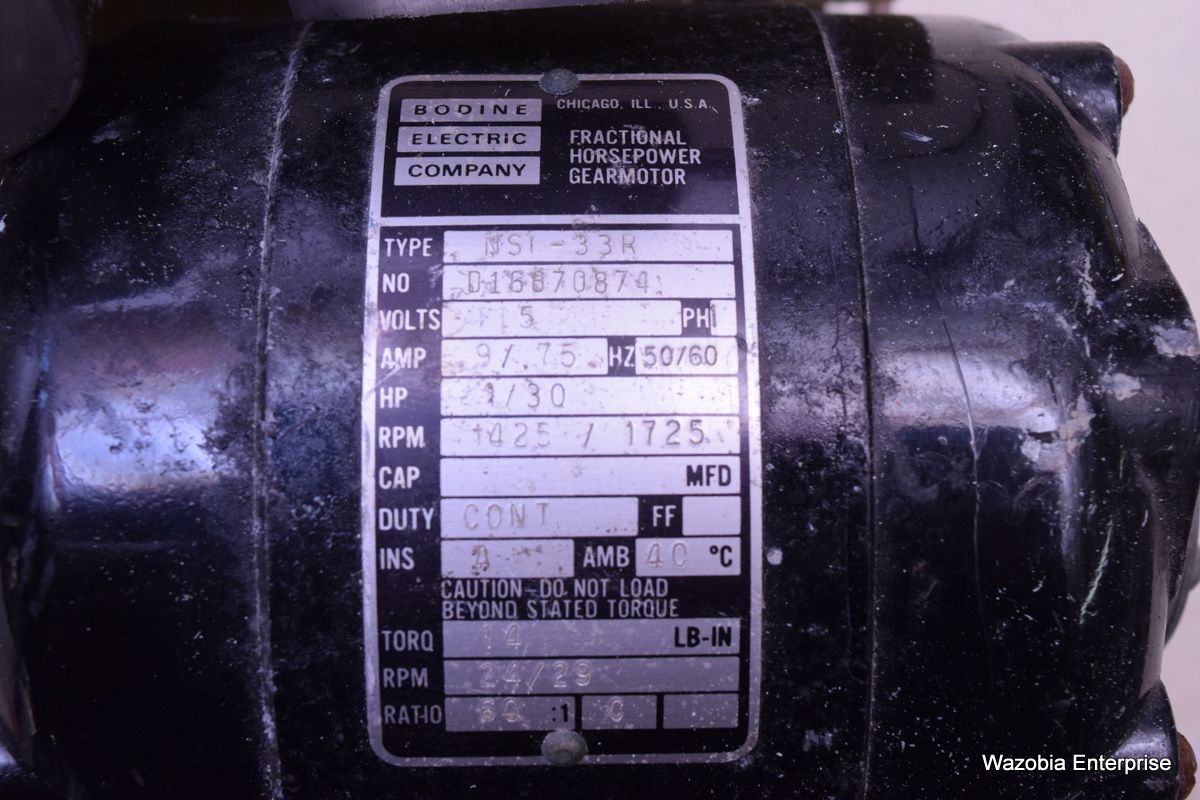 BODINE
ELECTRIC
COMPANY
CHICAGO, ILL. U.S.A.
FRACTIONAL
HORSEPOWER
GEARMOTOR
TYPE -33R
NO
VOLTS PH
AMP 9/.75 HZ 50/60
HP 1/30
RPM 1425 / 1725
CAP MFD
DUTY CONT FF
INS A AMB 40 °C
CAUTION-DO NOT LOAD
BEYOND STATED TORQUE
TORQ 14 LB-IN
RPM 24/29
RATIO 60 :1
Wazobia Enterprise